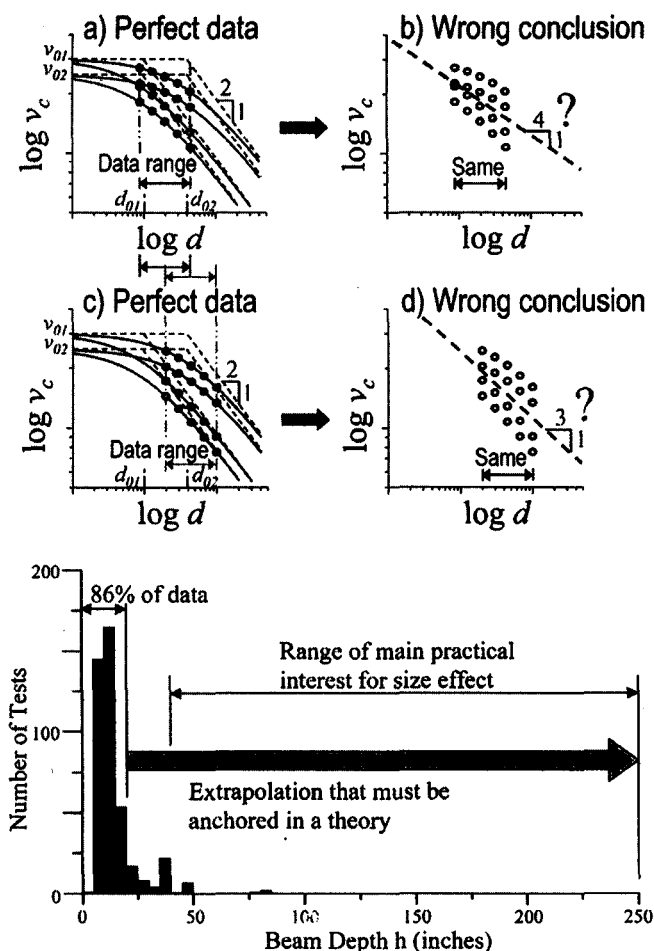 a) Perfect data
v01
v02
log vc
2
1
Data range
d01
d02
log d
b) Wrong conclusion
log vc
4
1
?
Same
log d
c) Perfect data
v01
v02
log vc
2
1
Data range
d01
d02
log d
d) Wrong conclusion
log vc
3
1
?
Same
log d
200
86% of data
Range of main practical
interest for size effect
Number of Tests
100
Extrapolation that must be
anchored in a theory
0
0
50
100
150
200
250
Beam Depth h (inches)